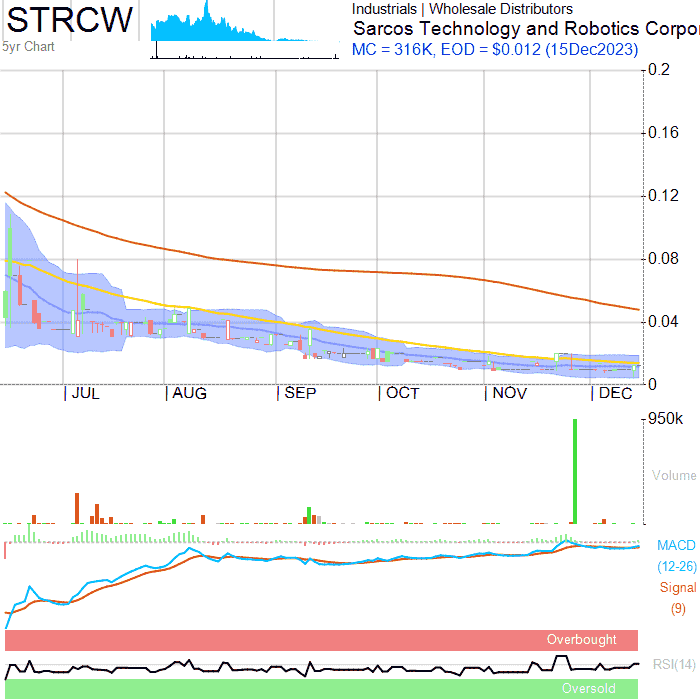 STRCW
5yr Chart
Industrials | Wholesale Distributors
Sarcos Technology and Robotics Corpor
MC = 316K, EOD = $0.012 (15Dec2023)
0.2
0.16
0.12
0.08
0.04
0
JUL AUG SEP OCT NOV DEC
950k
Volume
MACD
(12-26)
Signal
(9)
Overbought
RSI(14)
Oversold